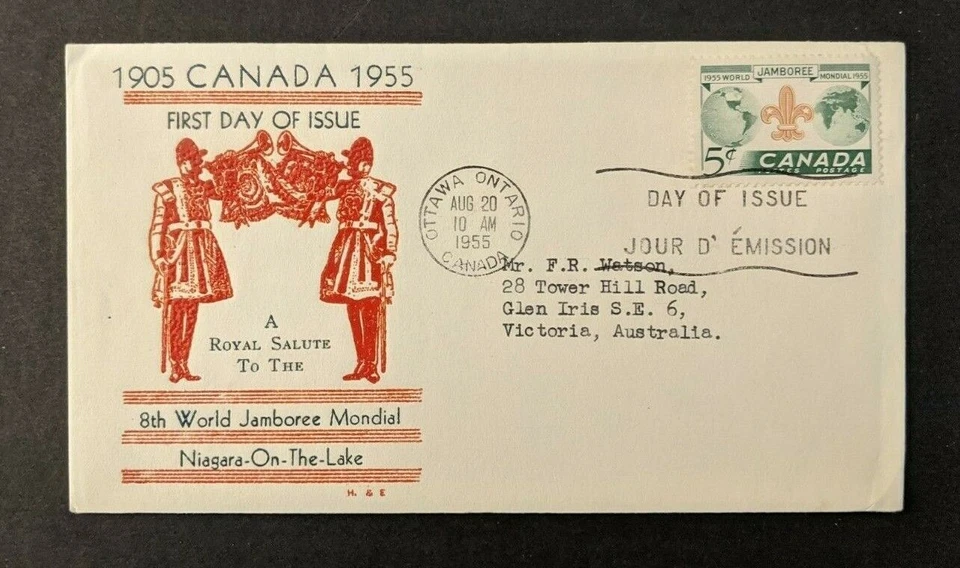 1905 CANADA 1955
FIRST DAY OF ISSUE
A
ROYAL SALUTE
TO THE
8th World Jamboree Mondial
Niagara-On-The-Lake
H. & E
1955 WORLD JAMBOREE MONDIAL 1955
5¢ CANADA
POSTES POSTAGE
OTTAWA ONTARIO
AUG 20
10 AM
1955
CANADA
DAY OF ISSUE
JOUR D' ÉMISSION
Mr. F.R. Watson,
28 Tower Hill Road,
Glen Iris S.E. 6,
Victoria, Australia.